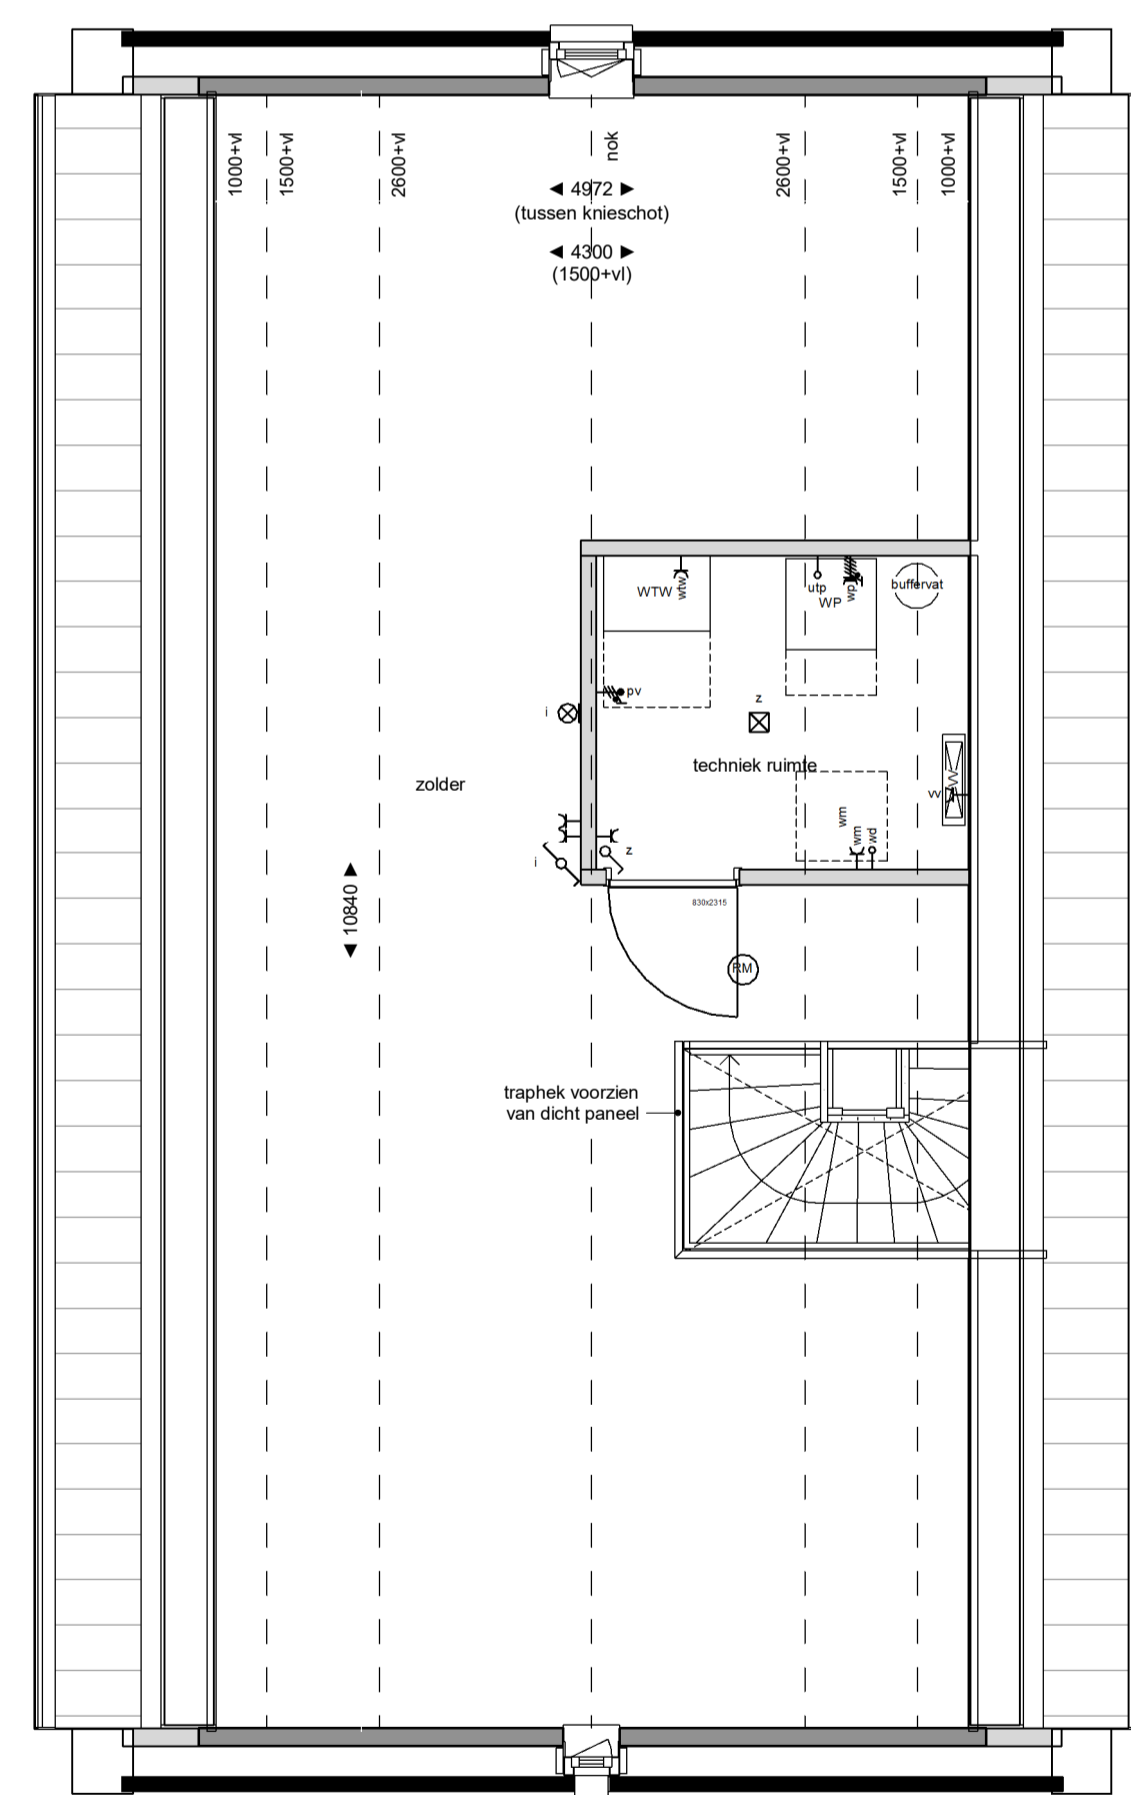 1000+vl
1500+vl
2600+vl
nok
2600+vl
1500+vl
1000+vl
◄ 4972 ►
(tussen knieschot)
◄ 4300 ►
(1500+vl)
WTW
wtw
utp
WP
wp
buffervat
pv
i
z
techniek ruimte
zolder
vv
VV
wm
wm
wd
i
z
◄ 10840 ►
830x2315
RM
traphek voorzien
van dicht paneel